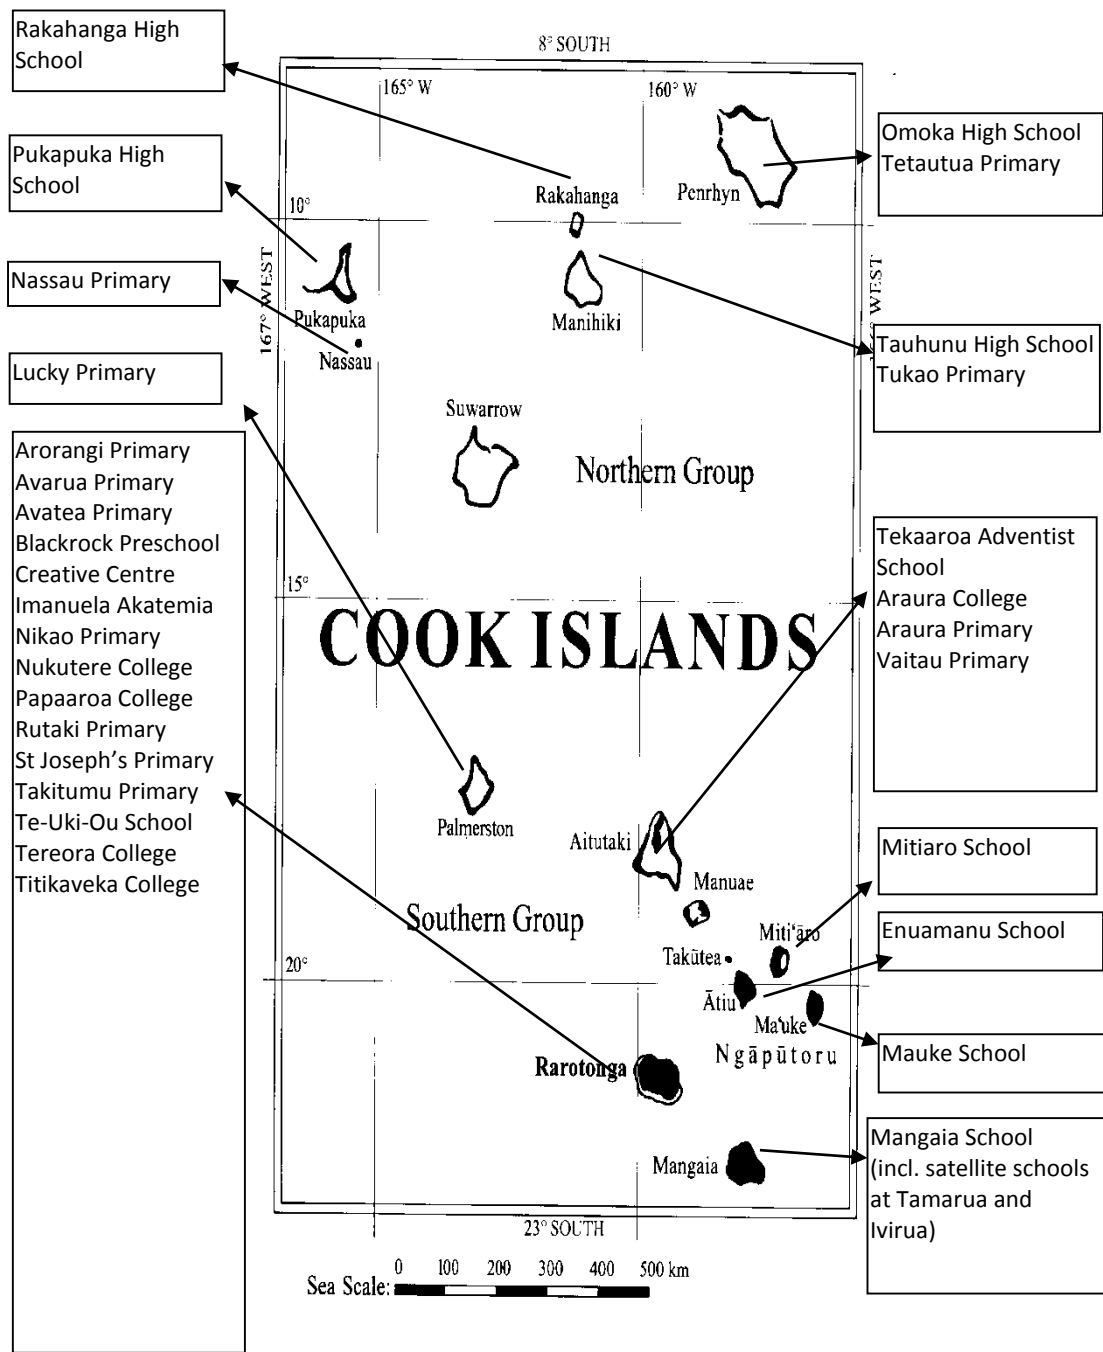 Rakahanga High
School
Pukapuka High
School
Nassau Primary
Lucky Primary
Arorangi Primary
Avarua Primary
Avatea Primary
Blackrock Preschool
Creative Centre
Imanuela Akatemia
Nikao Primary
Nukutere College
Papaaroa College
Rutaki Primary
St Joseph’s Primary
Takitumu Primary
Te-Uki-Ou School
Tereora College
Titikaveka College
8° SOUTH
165° W
160° W
10°
167° WEST
WEST
Penrhyn
Rakahanga
Manihiki
Pukapuka
Nassau
Suwarrow
Northern Group
15°
COOK ISLANDS
Palmerston
Aitutaki
Manuae
Southern Group
Miti‘āro
Takūtea
20°
Ātiu
Ma‘uke
Ngāpūtoru
Rarotonga
Mangaia
23° SOUTH
Sea Scale:
0 100 200 300 400 500 km
Omoka High School
Tetautua Primary
Tauhunu High School
Tukao Primary
Tekaaroa Adventist
School
Araura College
Araura Primary
Vaitau Primary
Mitiaro School
Enuamanu School
Mauke School
Mangaia School
(incl. satellite schools
at Tamarua and
Ivirua)